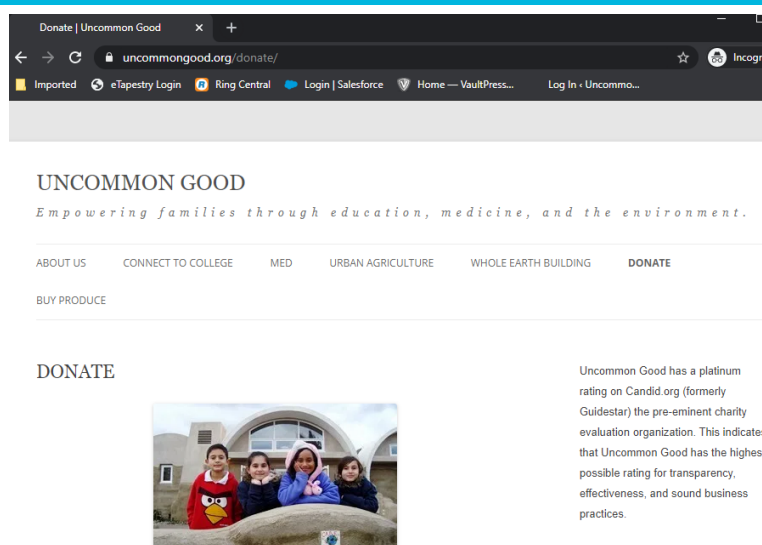 Donate | Uncommon Good
uncommongood.org/donate/
Incogn
Imported eTapestry Login Ring Central Login | Salesforce Home — VaultPress... Log In ‹ Uncommo...
UNCOMMON GOOD
Empowering families through education, medicine, and the environment.
ABOUT US CONNECT TO COLLEGE MED URBAN AGRICULTURE WHOLE EARTH BUILDING DONATE
BUY PRODUCE
DONATE
Uncommon Good has a platinum
rating on Candid.org (formerly
Guidestar) the pre-eminent charity
evaluation organization. This indicates
that Uncommon Good has the highes
possible rating for transparency,
effectiveness, and sound business
practices.